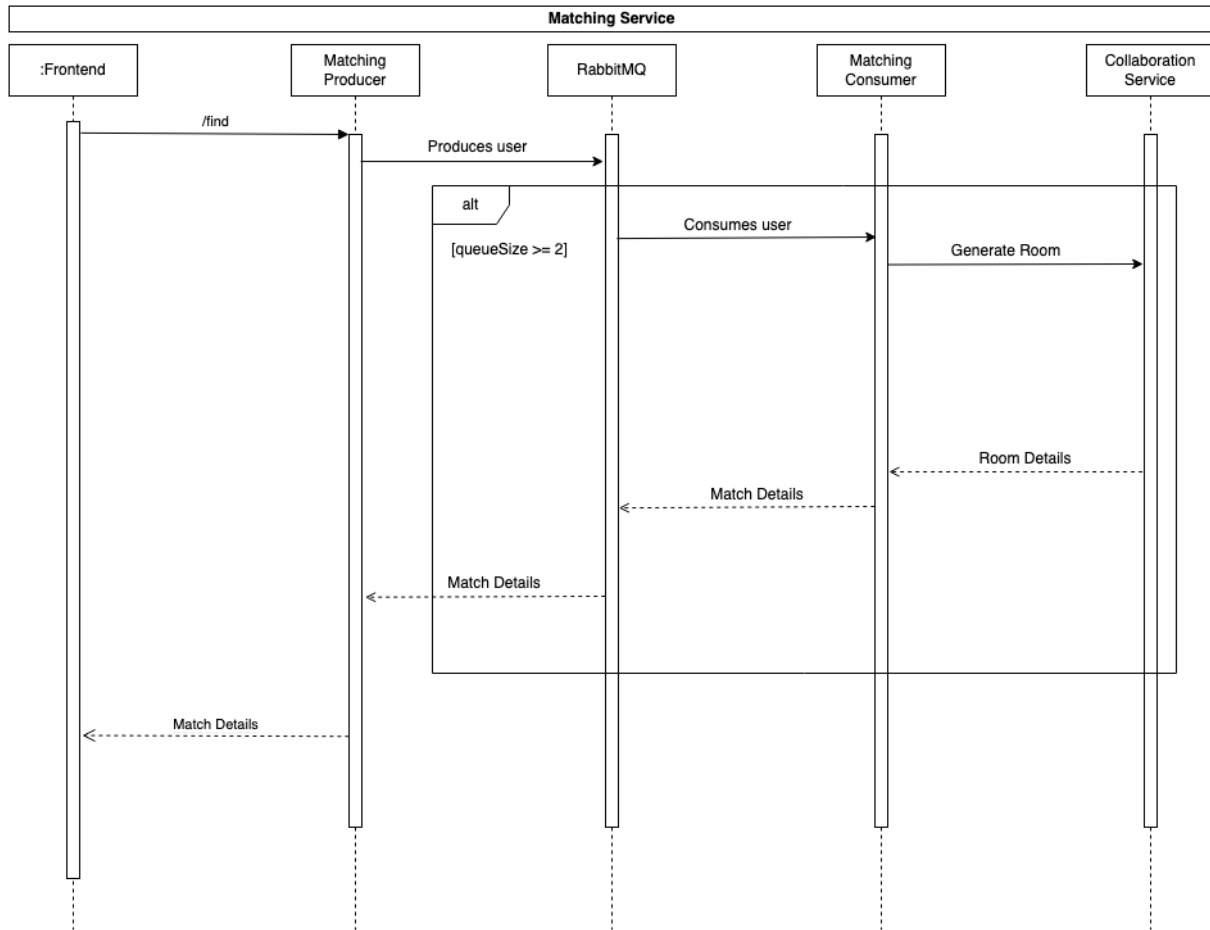 Matching Service
:Frontend
Matching
Producer
RabbitMQ
Matching
Consumer
Collaboration
Service
/find
Produces user
alt
Consumes user
[queueSize >= 2]
Generate Room
Room Details
Match Details
Match Details
Match Details